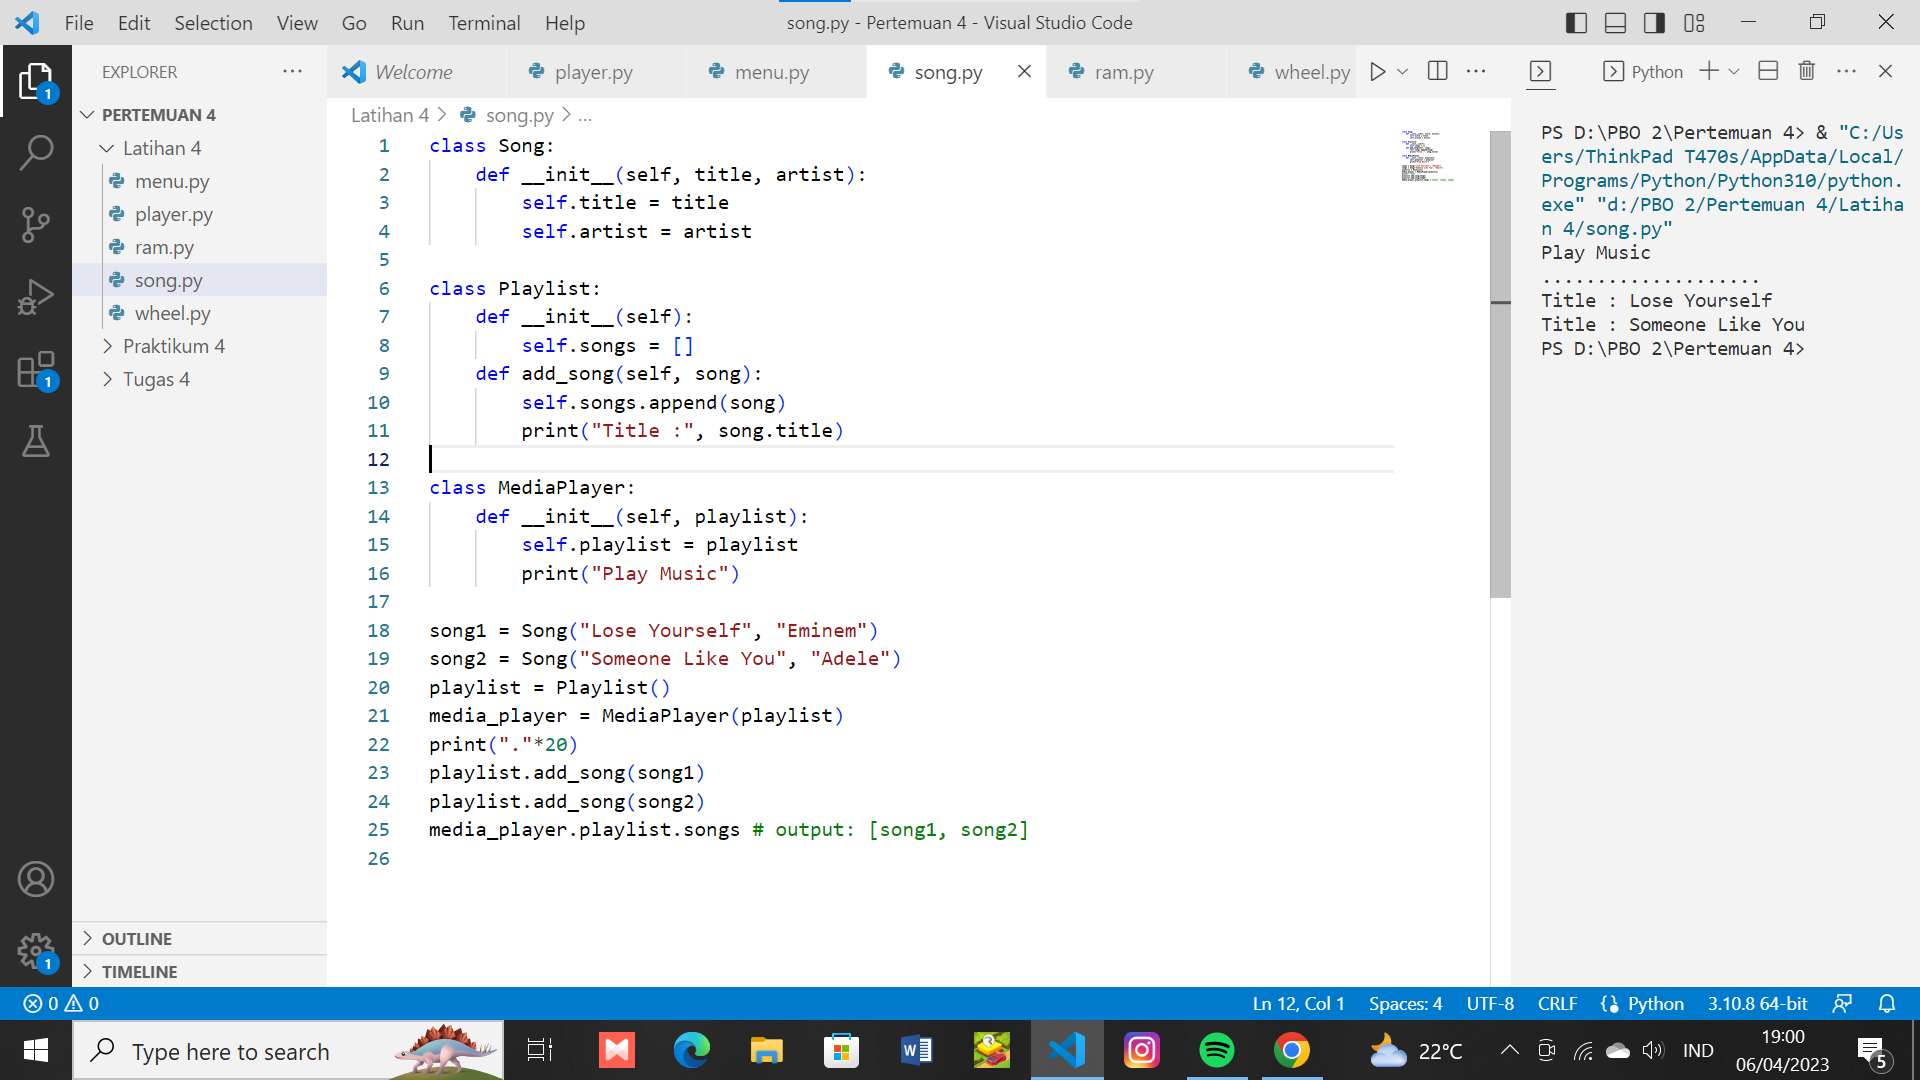 File Edit Selection View Go Run Terminal Help song.py - Pertemuan 4 - Visual Studio Code
EXPLORER
PERTEMUAN 4
Latihan 4
menu.py
player.py
ram.py
song.py
wheel.py
Praktikum 4
Tugas 4
OUTLINE
TIMELINE
1
1
1
Welcome player.py menu.py song.py ram.py wheel.py
Latihan 4 > song.py > ...
1 class Song:
2     def __init__(self, title, artist):
3         self.title = title
4         self.artist = artist
5
6 class Playlist:
7     def __init__(self):
8         self.songs = []
9     def add_song(self, song):
10         self.songs.append(song)
11         print("Title :", song.title)
12
13 class MediaPlayer:
14     def __init__(self, playlist):
15         self.playlist = playlist
16         print("Play Music")
17
18 song1 = Song("Lose Yourself", "Eminem")
19 song2 = Song("Someone Like You", "Adele")
20 playlist = Playlist()
21 media_player = MediaPlayer(playlist)
22 print("."*20)
23 playlist.add_song(song1)
24 playlist.add_song(song2)
25 media_player.playlist.songs # output: [song1, song2]
26
Python
PS D:\PBO 2\Pertemuan 4> & "C:/Us
ers/ThinkPad T470s/AppData/Local/
Programs/Python/Python310/python.
exe" "d:/PBO 2/Pertemuan 4/Latiha
n 4/song.py"
Play Music
....................
Title : Lose Yourself
Title : Someone Like You
PS D:\PBO 2\Pertemuan 4>
0 0 Ln 12, Col 1 Spaces: 4 UTF-8 CRLF Python 3.10.8 64-bit
Type here to search 22°C IND 19:00
06/04/2023
5